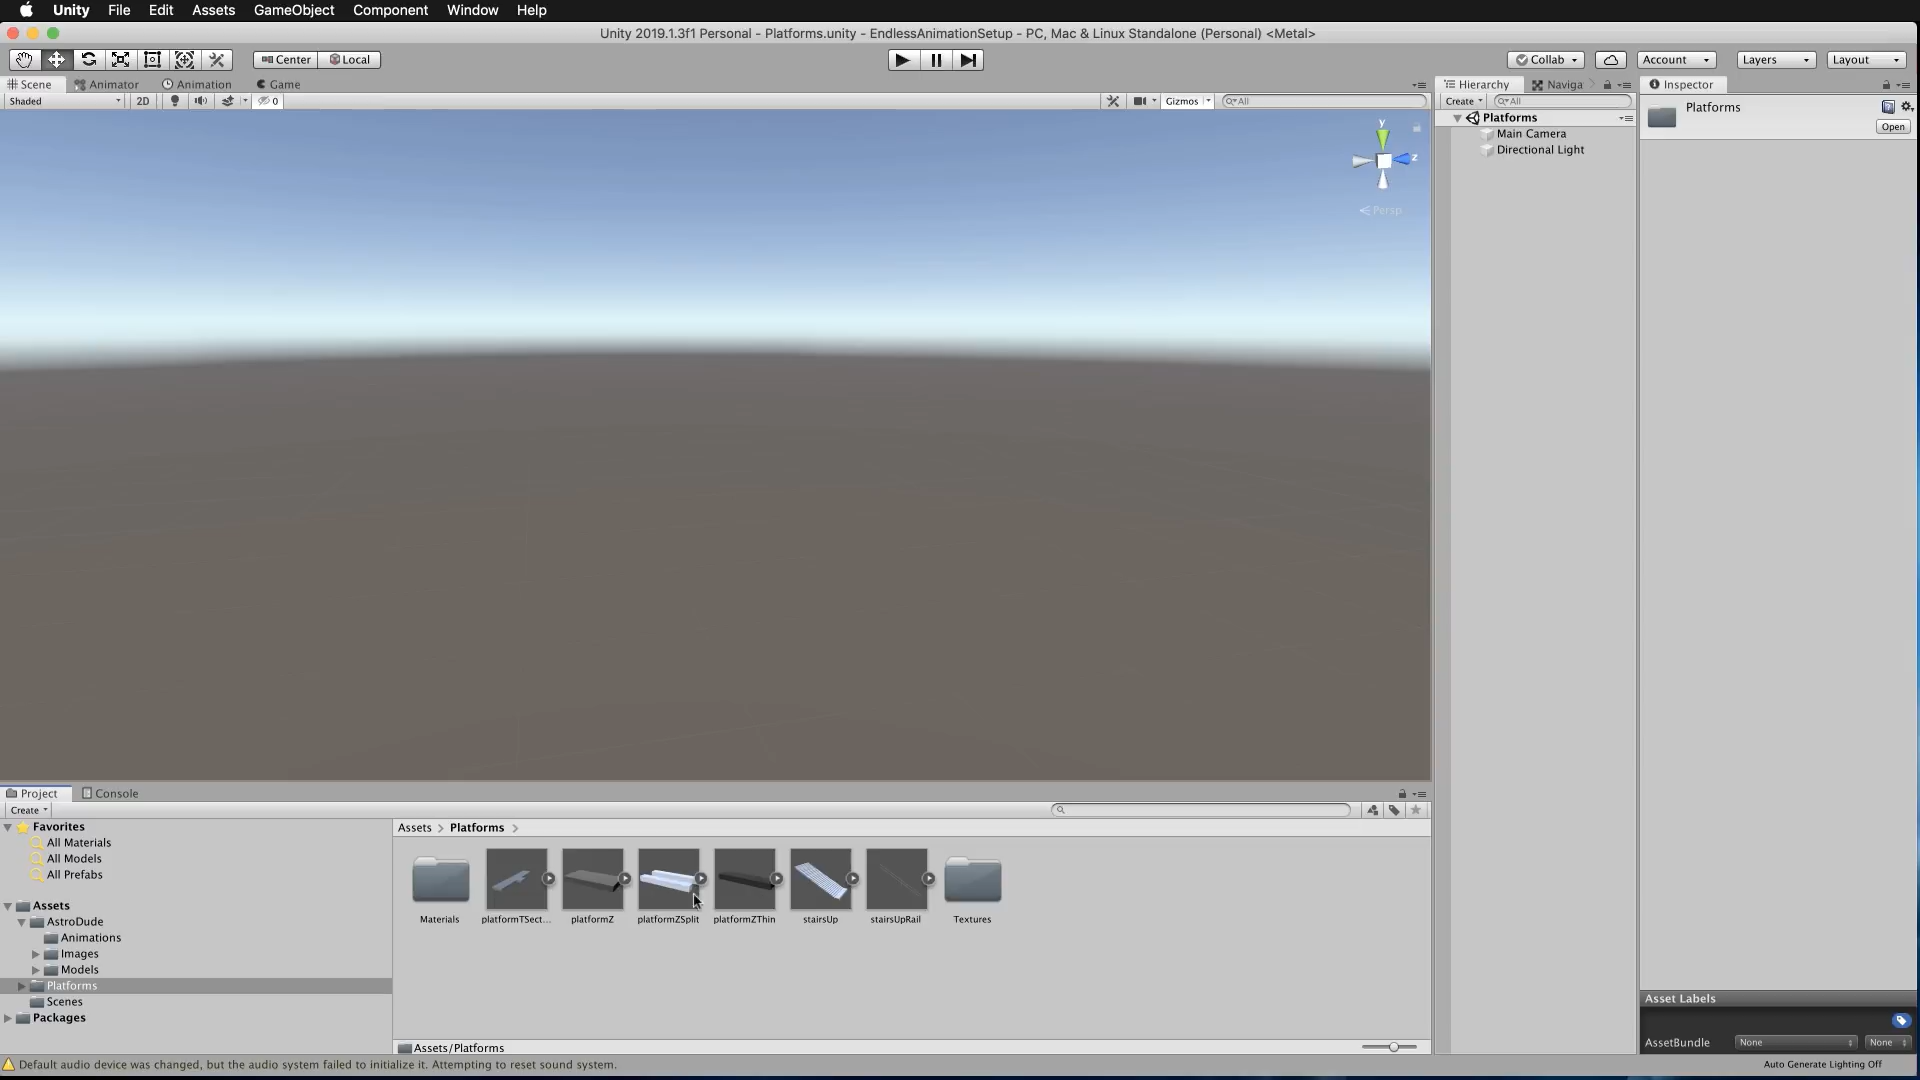 Unity File Edit Assets GameObject Component Window Help
Unity 2019.1.3f1 Personal - Platforms.unity - EndlessAnimationSetup - PC, Mac & Linux Standalone (Personal) <Metal>
Center Local
Collab Account Layers Layout
Scene Animator Animation Game
Hierarchy Naviga
Inspector
Shaded 2D 0 Gizmos All
Create All
Platforms
Main Camera
Directional Light
Platforms
Open
y
z
Persp
Project Console
Create
Favorites
All Materials
All Models
All Prefabs
Assets
AstroDude
Animations
Images
Models
Platforms
Scenes
Packages
Assets > Platforms >
Materials platformTSect... platformZ platformZSplit platformZThin stairsUp stairsUpRail Textures
Assets/Platforms
Asset Labels
AssetBundle None None
Default audio device was changed, but the audio system failed to initialize it. Attempting to reset sound system.
Auto Generate Lighting Off